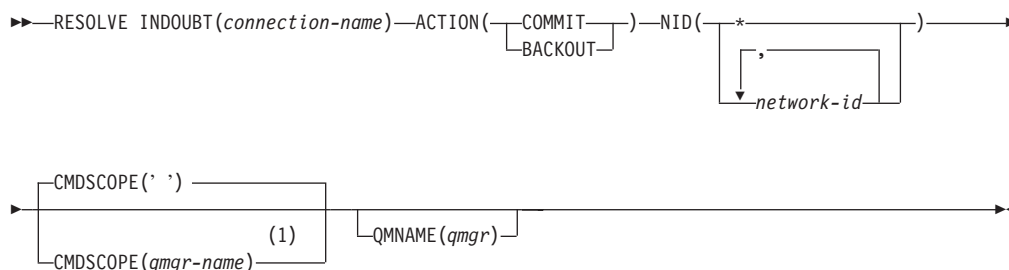 RESOLVE INDOUBT(connection-name) ACTION( COMMIT ) NID( * )
BACKOUT
,
network-id
CMDSCOPE(’ ’)
(1)
CMDSCOPE(qmgr-name)
QMNAME(qmgr)